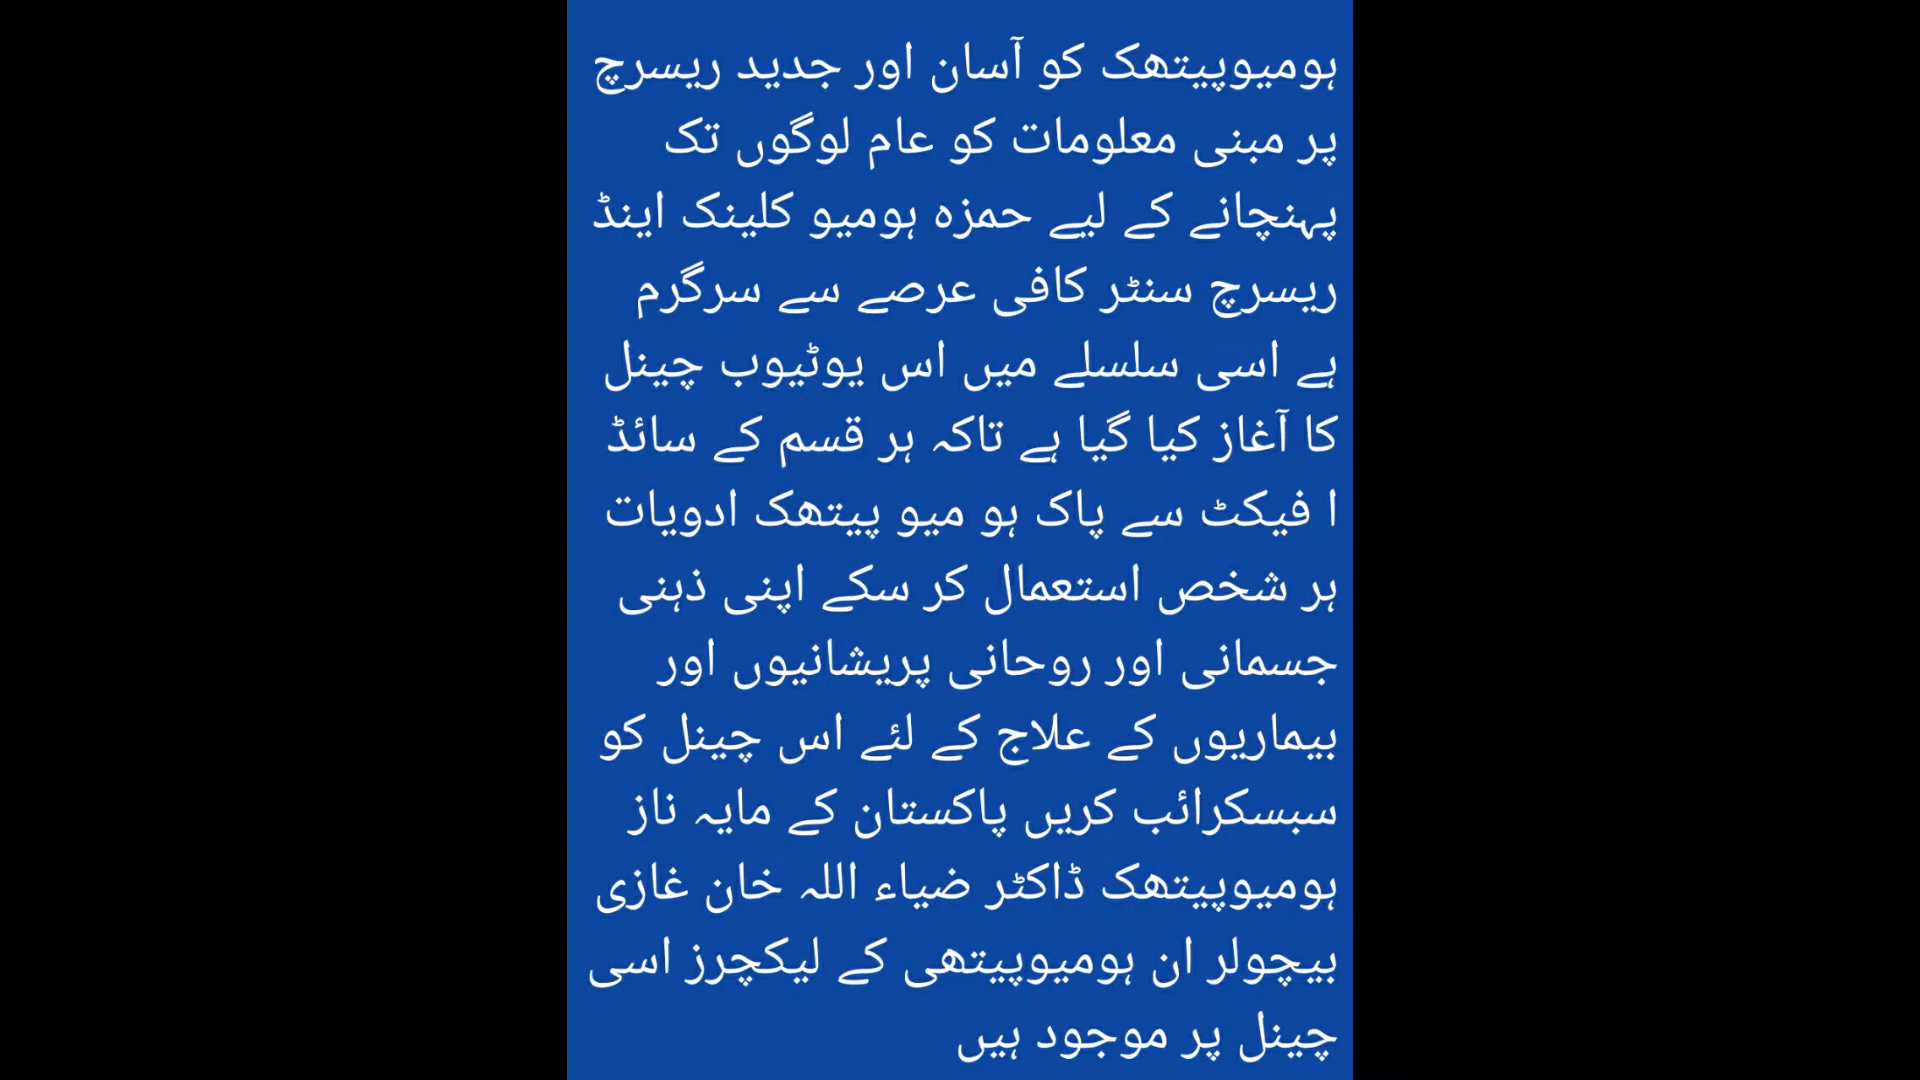 ہومیوپیتھک کو آسان اور جدید ریسرچ
پر مبنی معلومات کو عام لوگوں تک
پہنچانے کے لیے حمزہ ہومیو کلینک اینڈ
ریسرچ سنٹر کافی عرصے سے سرگرم
ہے اسی سلسلے میں اس یوٹیوب چینل
کا آغاز کیا گیا ہے تاکہ ہر قسم کے سائڈ
ا فیکٹ سے پاک ہو میو پیتھک ادویات
ہر شخص استعمال کر سکے اپنی ذہنی
جسمانی اور روحانی پریشانیوں اور
بیماریوں کے علاج کے لئے اس چینل کو
سبسکرائب کریں پاکستان کے مایہ ناز
ہومیوپیتھک ڈاکٹر ضیاء اللہ خان غازی
بیچولر ان ہومیوپیتھی کے لیکچرز اسی
چینل پر موجود ہیں